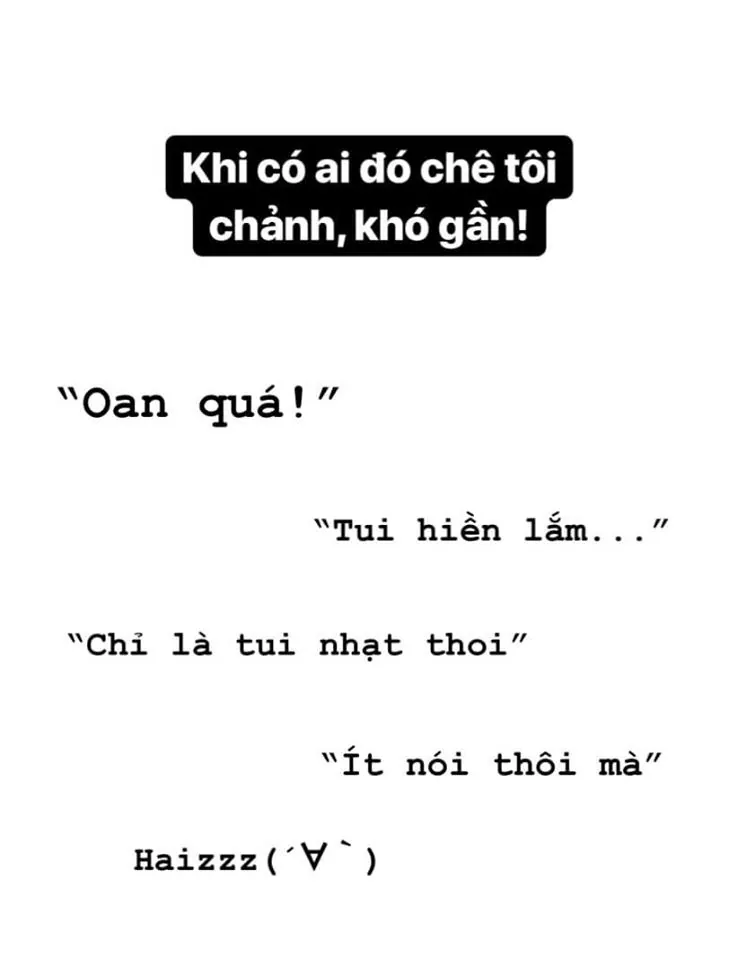 Khi có ai đó chê tôi
chảnh, khó gần!
“Oan quá!”
“Tui hiền lắm...”
“Chỉ là tui nhạt thoi”
“Ít nói thôi mà”
Haizzz(´∀｀)